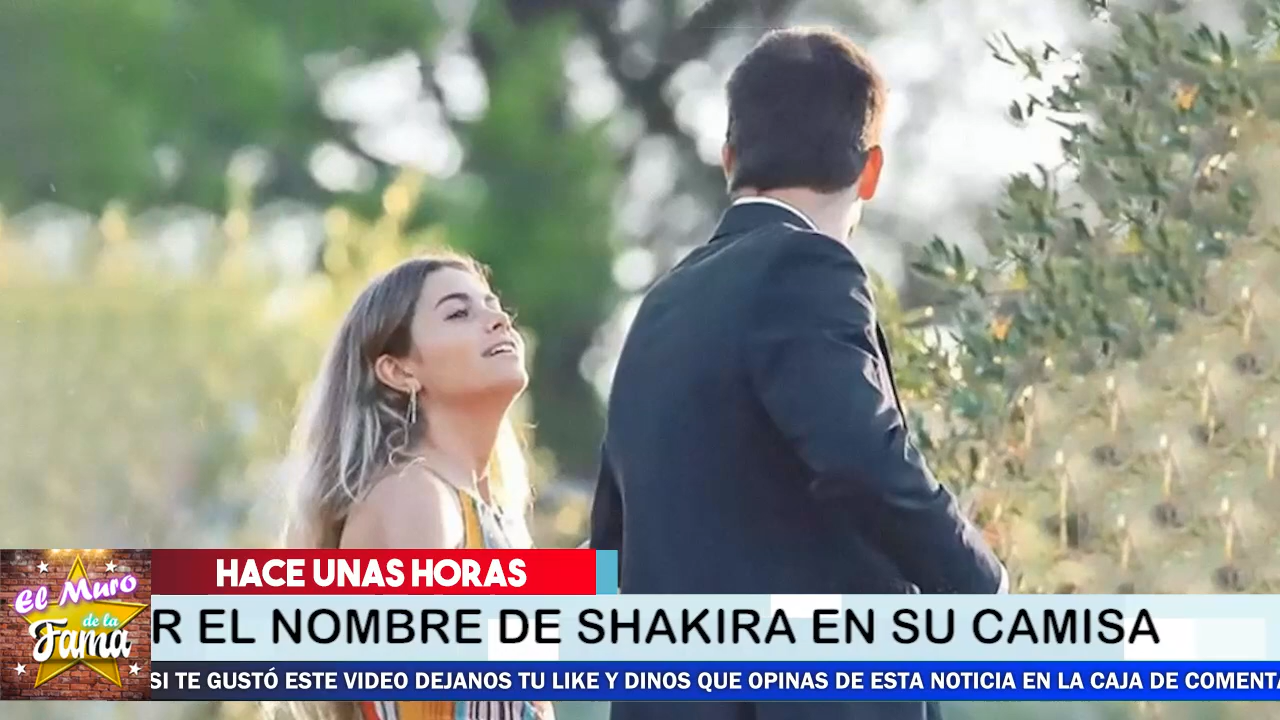 HACE UNAS HORAS
El Muro
de la
Fama
R EL NOMBRE DE SHAKIRA EN SU CAMISA
SI TE GUSTÓ ESTE VIDEO DEJANOS TU LIKE Y DINOS QUE OPINAS DE ESTA NOTICIA EN LA CAJA DE COMENTA